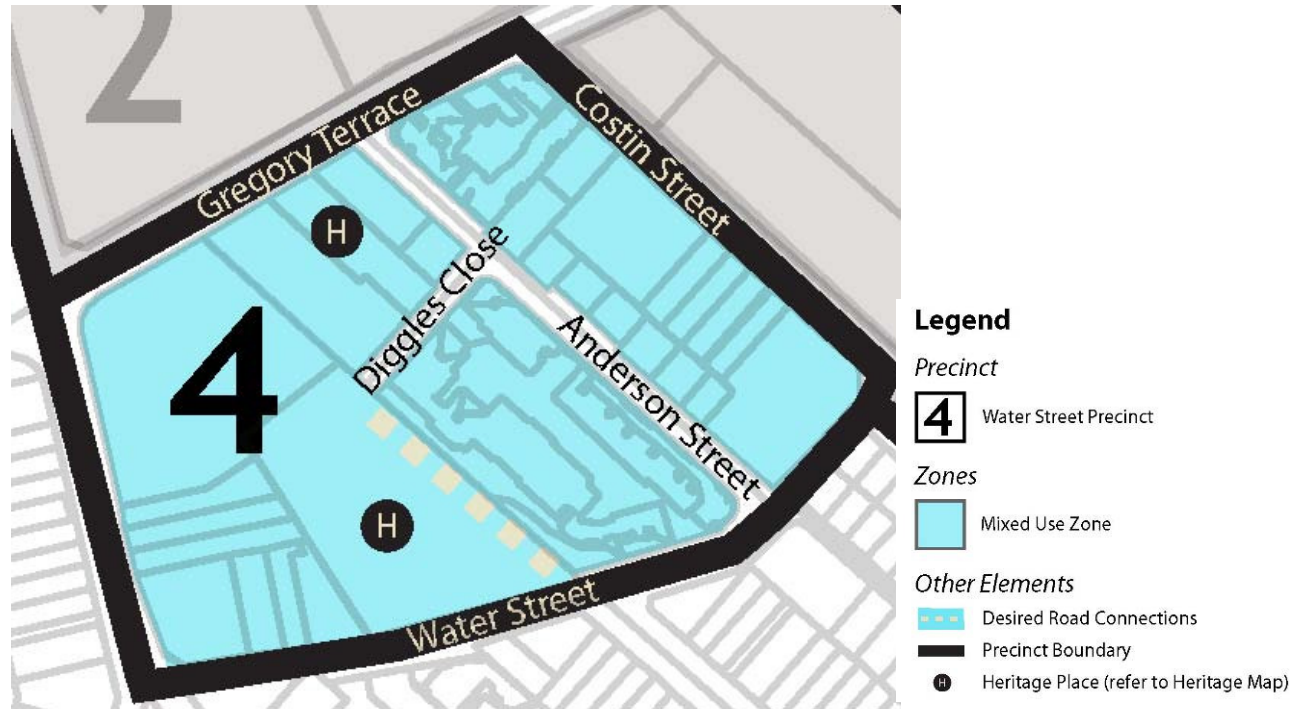 2
Gregory Terrace
Costin Street
H
Diggles Close
4
Anderson Street
H
Water Street
Legend
Precinct
4 Water Street Precinct
Zones
Mixed Use Zone
Other Elements
Desired Road Connections
Precinct Boundary
H Heritage Place (refer to Heritage Map)